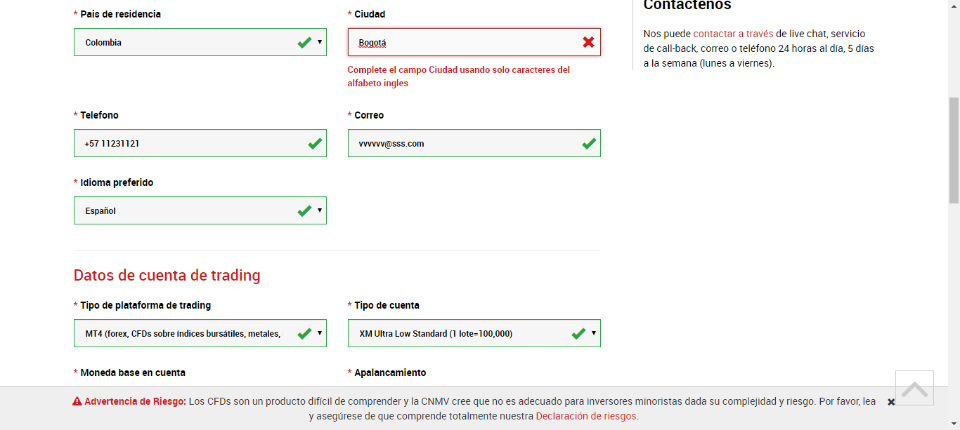 * Pais de residencia
* Ciudad
Contáctenos
Colombia
Bogotá
Complete el campo Ciudad usando solo caracteres del
alfabeto ingles
Nos puede contactar a través de live chat, servicio
de call-back, correo o teléfono 24 horas al día, 5 días
a la semana (lunes a viernes).
* Telefono
* Correo
+57 11231121
vvvvvv@sss.com
* Idioma preferido
Español
Datos de cuenta de trading
* Tipo de plataforma de trading
* Tipo de cuenta
MT4 (forex, CFDs sobre índices bursátiles, metales,
XM Ultra Low Standard (1 lote=100,000)
* Moneda base en cuenta
* Apalancamiento
Advertencia de Riesgo: Los CFDs son un producto difícil de comprender y la CNMV cree que no es adecuado para inversores minoristas dada su complejidad y riesgo. Por favor, lea
y asegúrese de que comprende totalmente nuestra Declaración de riesgos.